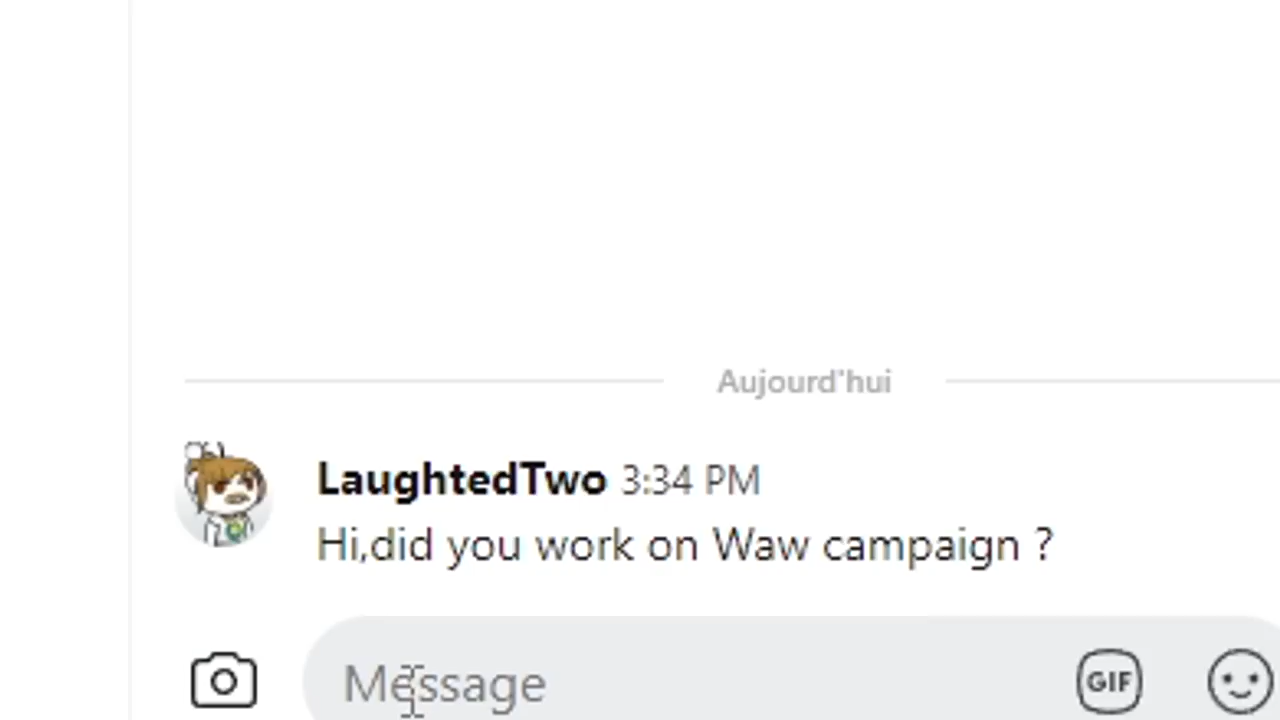 Aujourd'hui
LaughtedTwo 3:34 PM
Hi,did you work on Waw campaign ?
Message
GIF